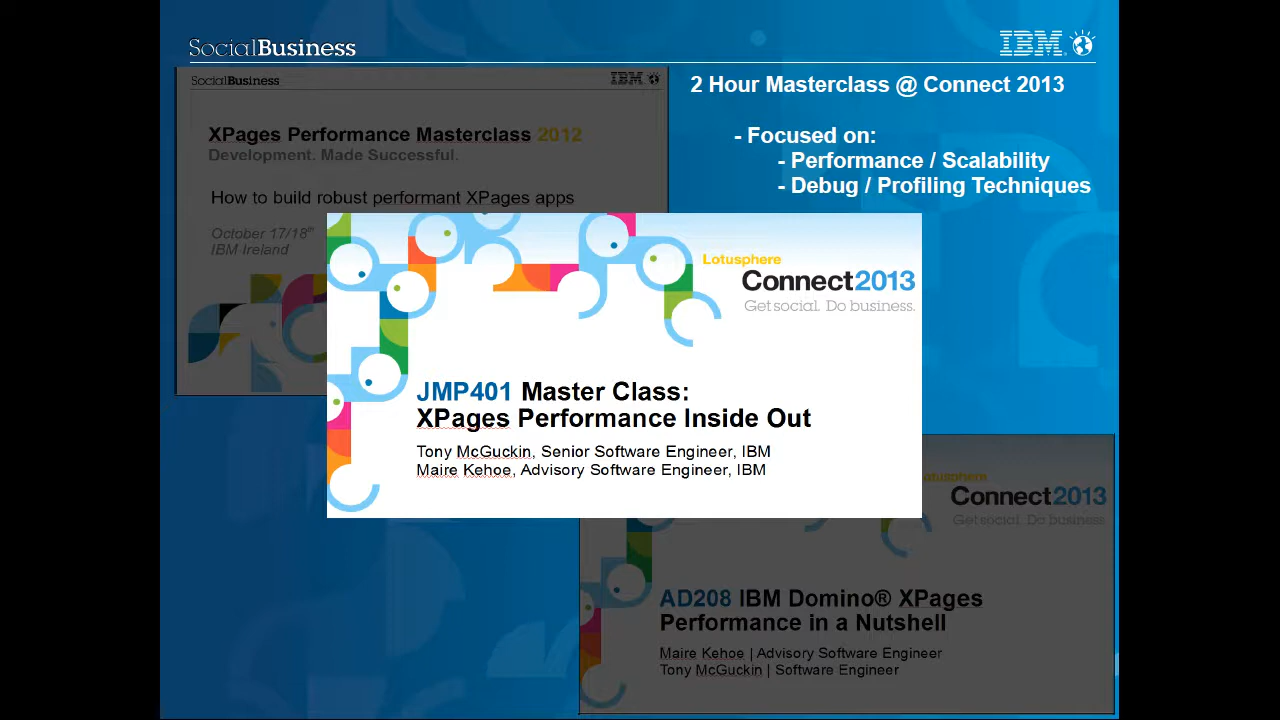 SocialBusiness
IBM
SocialBusiness
IBM
2 Hour Masterclass @ Connect 2013
- Focused on:
- Performance / Scalability
- Debug / Profiling Techniques
XPages Performance Masterclass 2012
Development. Made Successful.
How to build robust performant XPages apps
October 17/18th
IBM Ireland
Lotusphere
Connect2013
Get social. Do business.
JMP401 Master Class:
XPages Performance Inside Out
Tony McGuckin, Senior Software Engineer, IBM
Maire Kehoe, Advisory Software Engineer, IBM
otusphere
Connect2013
Get social. Do business.
AD208 IBM Domino® XPages
Performance in a Nutshell
Maire Kehoe | Advisory Software Engineer
Tony McGuckin | Software Engineer